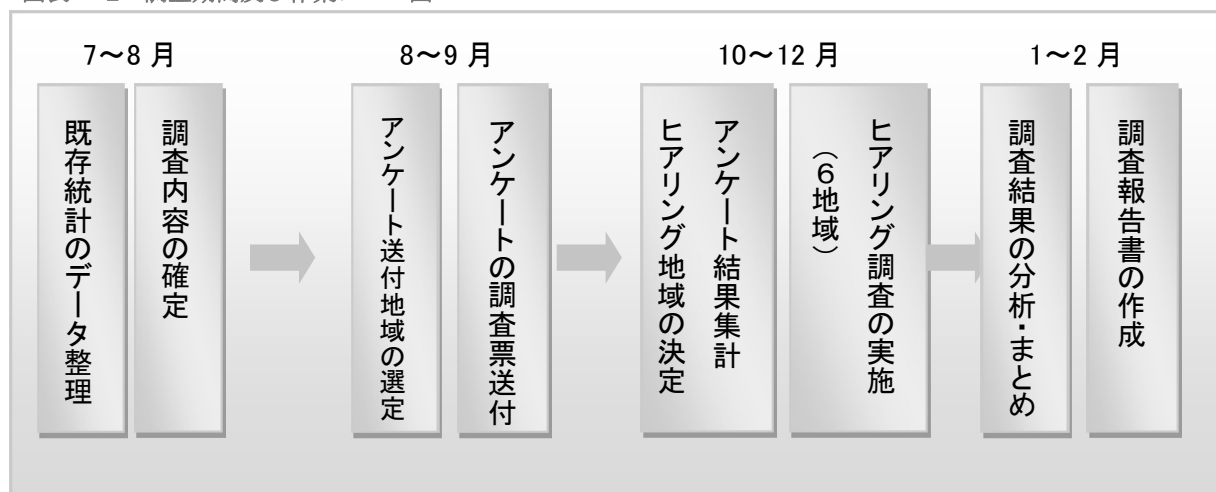 7～8 月
既存統計のデータ整理
調査内容の確定
8～9 月
アンケート送付地域の選定
アンケートの調査票送付
10～12 月
アンケート結果集計
ヒアリング地域の決定
ヒアリング調査の実施
（６地域）
1～2 月
調査結果の分析・まとめ
調査報告書の作成